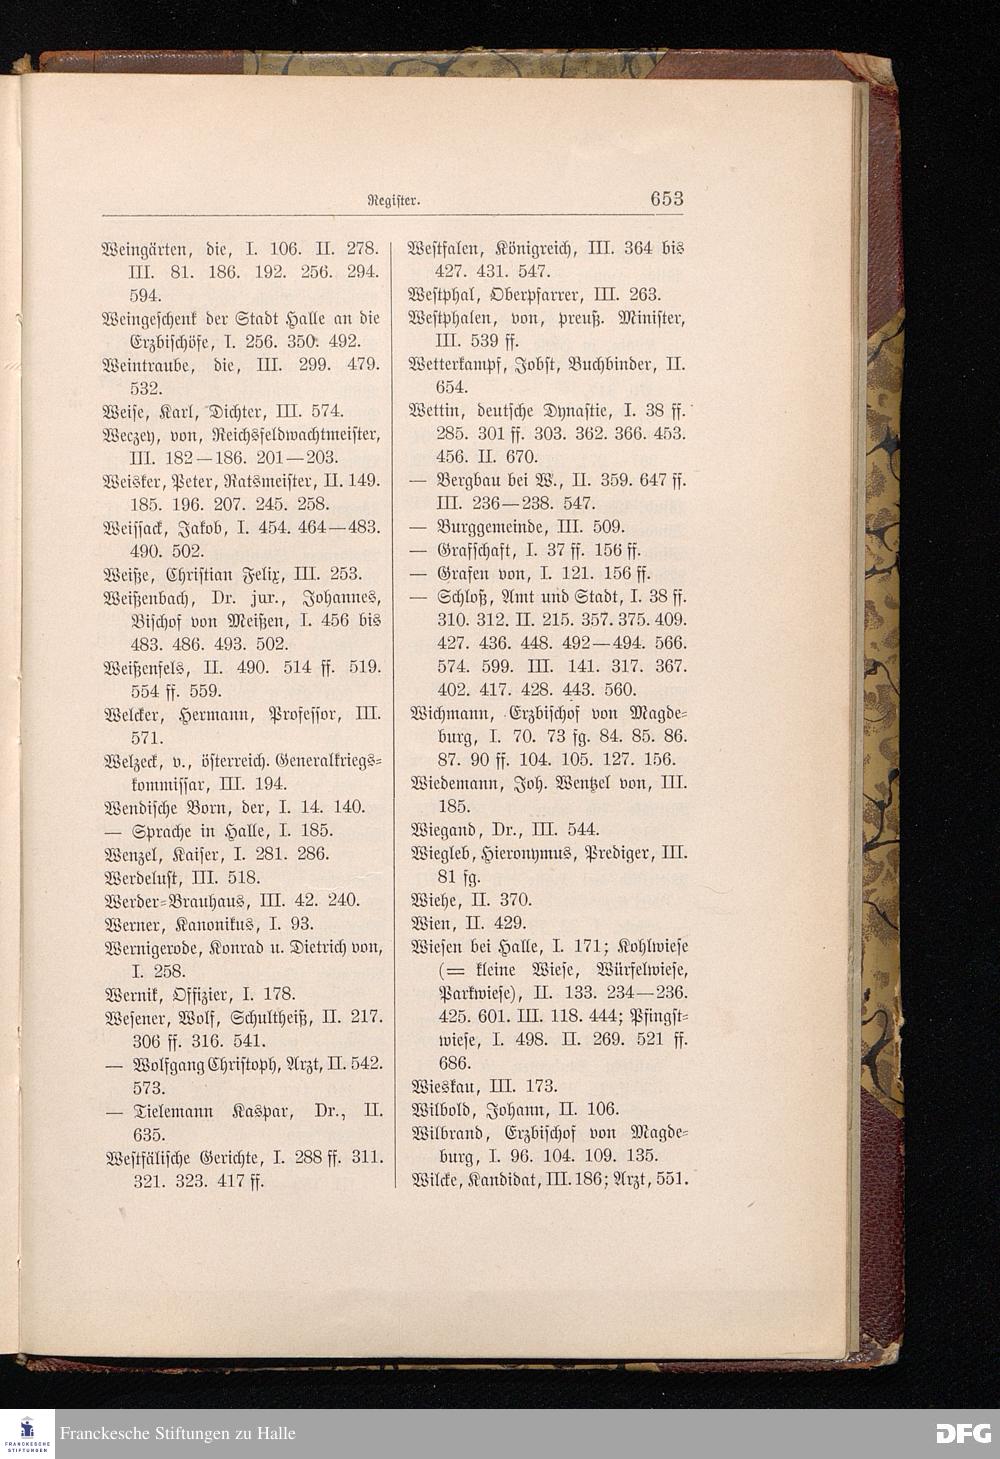 Register.
653
Weingärten, die, I. 106. II. 278.
III. 81. 186. 192. 256. 294.
594.
Weingeschenk der Stadt Halle an die
Erzbischöfe, I. 256. 350. 492.
Weintraube, die, III. 299. 479.
532.
Weise, Karl, Dichter, III. 574.
Weczey, von, Reichsfeldwachtmeister,
III. 182—186. 201—203.
Weisker, Peter, Ratsmeister, II. 149.
185. 196. 207. 245. 258.
Weissack, Jakob, I. 454. 464—483.
490. 502.
Weiße, Christian Felix, III. 253.
Weißenbach, Dr. jur., Johannes,
Bischof von Meißen, I. 456 bis
483. 486. 493. 502.
Weißenfels, II. 490. 514 ff. 519.
554 ff. 559.
Welcker, Hermann, Professor, III.
571.
Welzeck, v., österreich. Generalkriegs-
kommissar, III. 194.
Wendische Born, der, I. 14. 140.
— Sprache in Halle, I. 185.
Wenzel, Kaiser, I. 281. 286.
Werdelust, III. 518.
Werder-Brauhaus, III. 42. 240.
Werner, Kanonikus, I. 93.
Wernigerode, Konrad u. Dietrich von,
I. 258.
Wernik, Offizier, I. 178.
Wesener, Wolf, Schultheiß, II. 217.
306 ff. 316. 541.
— Wolfgang Christoph, Arzt, II. 542.
573.
— Tielemann Kaspar, Dr., II.
635.
Westfälische Gerichte, I. 288 ff. 311.
321. 323. 417 ff.
Westfalen, Königreich, III. 364 bis
427. 431. 547.
Westphal, Oberpfarrer, III. 263.
Westphalen, von, preuß. Minister,
III. 539 ff.
Wetterkampf, Jobst, Buchbinder, II.
654.
Wettin, deutsche Dynastie, I. 38 ff.
285. 301 ff. 303. 362. 366. 453.
456. II. 670.
— Bergbau bei W., II. 359. 647 ff.
III. 236—238. 547.
— Burggemeinde, III. 509.
— Grafschaft, I. 37 ff. 156 ff.
— Grafen von, I. 121. 156 ff.
— Schloß, Amt und Stadt, I. 38 ff.
310. 312. II. 215. 357. 375. 409.
427. 436. 448. 492—494. 566.
574. 599. III. 141. 317. 367.
402. 417. 428. 443. 560.
Wichmann, Erzbischof von Magde-
burg, I. 70. 73 fg. 84. 85. 86.
87. 90 ff. 104. 105. 127. 156.
Wiedemann, Joh. Wentzel von, III.
185.
Wiegand, Dr., III. 544.
Wiegleb, Hieronymus, Prediger, III.
81 fg.
Wiehe, II. 370.
Wien, II. 429.
Wiesen bei Halle, I. 171; Kohlwiese
(= kleine Wiese, Würfelwiese,
Parkwiese), II. 133. 234—236.
425. 601. III. 118. 444; Pfingst-
wiese, I. 498. II. 269. 521 ff.
686.
Wieskau, III. 173.
Wilbold, Johann, II. 106.
Wilbrand, Erzbischof von Magde-
burg, I. 96. 104. 109. 135.
Wilcke, Kandidat, III. 186; Arzt, 551.
FRANCKESCHE
STIFTUNGEN
Franckesche Stiftungen zu Halle
DFG